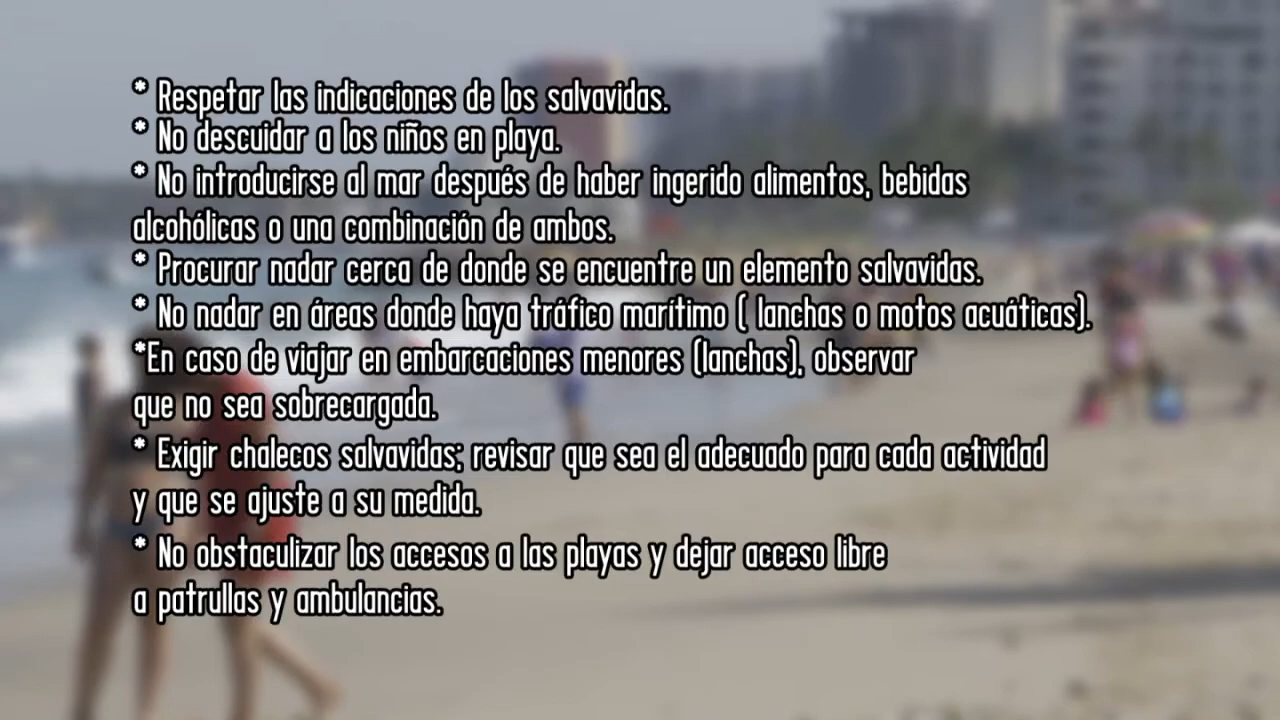 * Respetar las indicaciones de los salvavidas.
* No descuidar a los niños en playa.
* No introducirse al mar después de haber ingerido alimentos, bebidas
alcohólicas o una combinación de ambos.
* Procurar nadar cerca de donde se encuentre un elemento salvavidas.
* No nadar en áreas donde haya tráfico marítimo ( lanchas o motos acuáticas).
*En caso de viajar en embarcaciones menores (lanchas), observar
que no sea sobrecargada.
* Exigir chalecos salvavidas; revisar que sea el adecuado para cada actividad
y que se ajuste a su medida.
* No obstaculizar los accesos a las playas y dejar acceso libre
a patrullas y ambulancias.